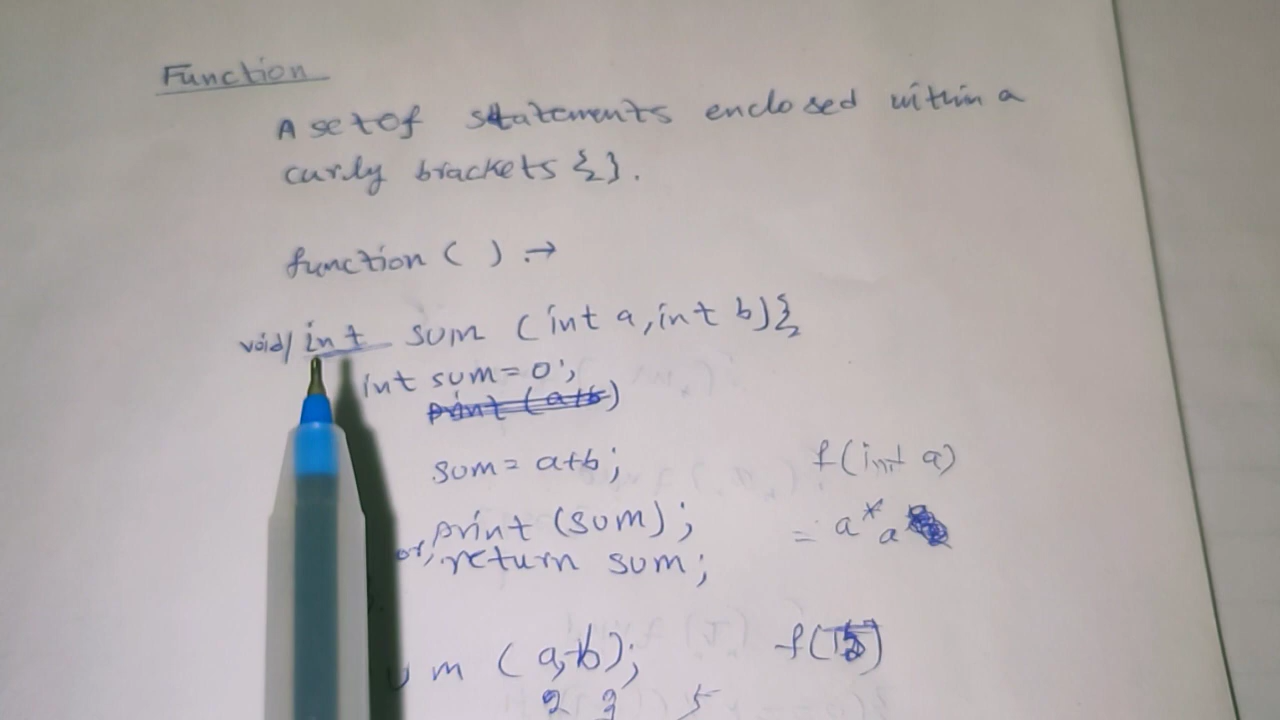 Function
A set of statements enclosed within a
curly brackets {}.
function ( ) . →
void/ int sum (int a, int b){
int sum = 0;
print (a+b)
sum = a+b;
f(int a)
print (sum);
= a* a
or, return sum;
um (a,b);
f(
2 3 5